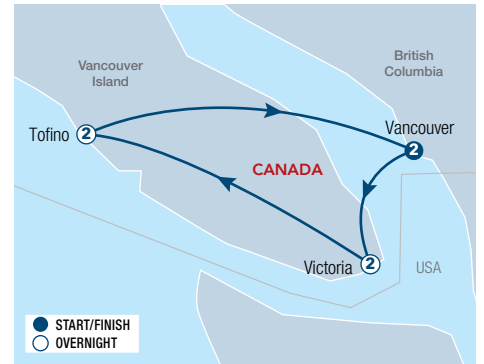 Vancouver
Island
British
Columbia
Tofino
2
Vancouver
2
CANADA
Victoria
2
USA
START/FINISH
OVERNIGHT